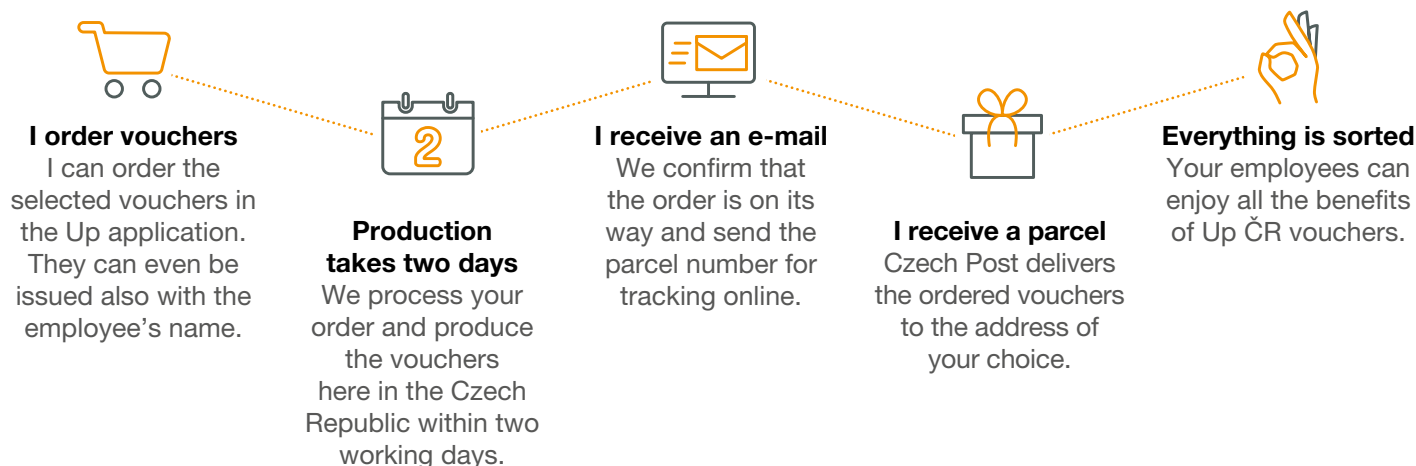 I order vouchers
I can order the
selected vouchers in
the Up application.
They can even be
issued also with the
employee’s name.
2
Production
takes two days
We process your
order and produce
the vouchers
here in the Czech
Republic within two
working days.
I receive an e-mail
We confirm that
the order is on its
way and send the
parcel number for
tracking online.
I receive a parcel
Czech Post delivers
the ordered vouchers
to the address of
your choice.
Everything is sorted
Your employees can
enjoy all the benefits
of Up ČR vouchers.